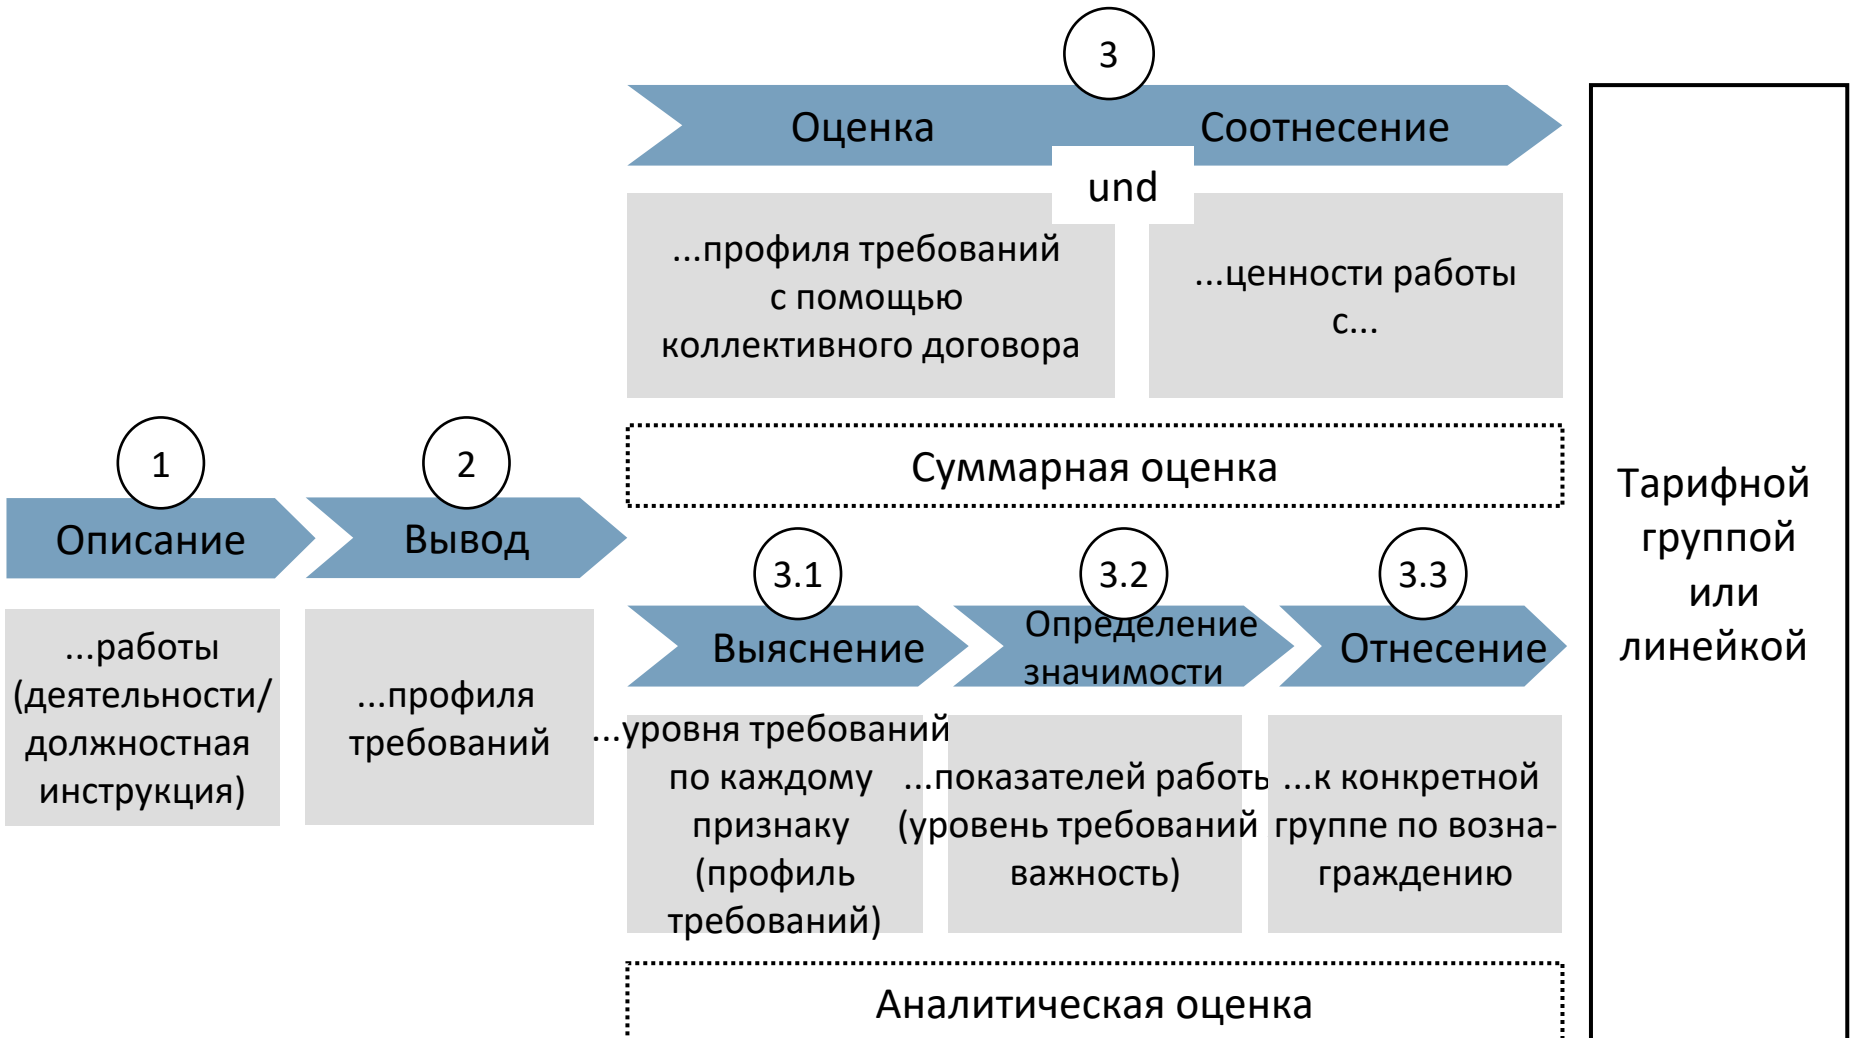 3
Оценка
Соотнесение
und
...профиля требований
с помощью
коллективного договора
...ценности работы
с...
Суммарная оценка
1
Описание
...работы
(деятельности/
должностная
инструкция)
2
Вывод
...профиля
требований
3.1
Выяснение
...уровня требований
по каждому
признаку
(профиль
требований)
3.2
Определение
значимости
...показателей работы
(уровень требований
важность)
3.3
Отнесение
...к конкретной
группе по возна-
граждению
Аналитическая оценка
Тарифной
группой
или
линейкой